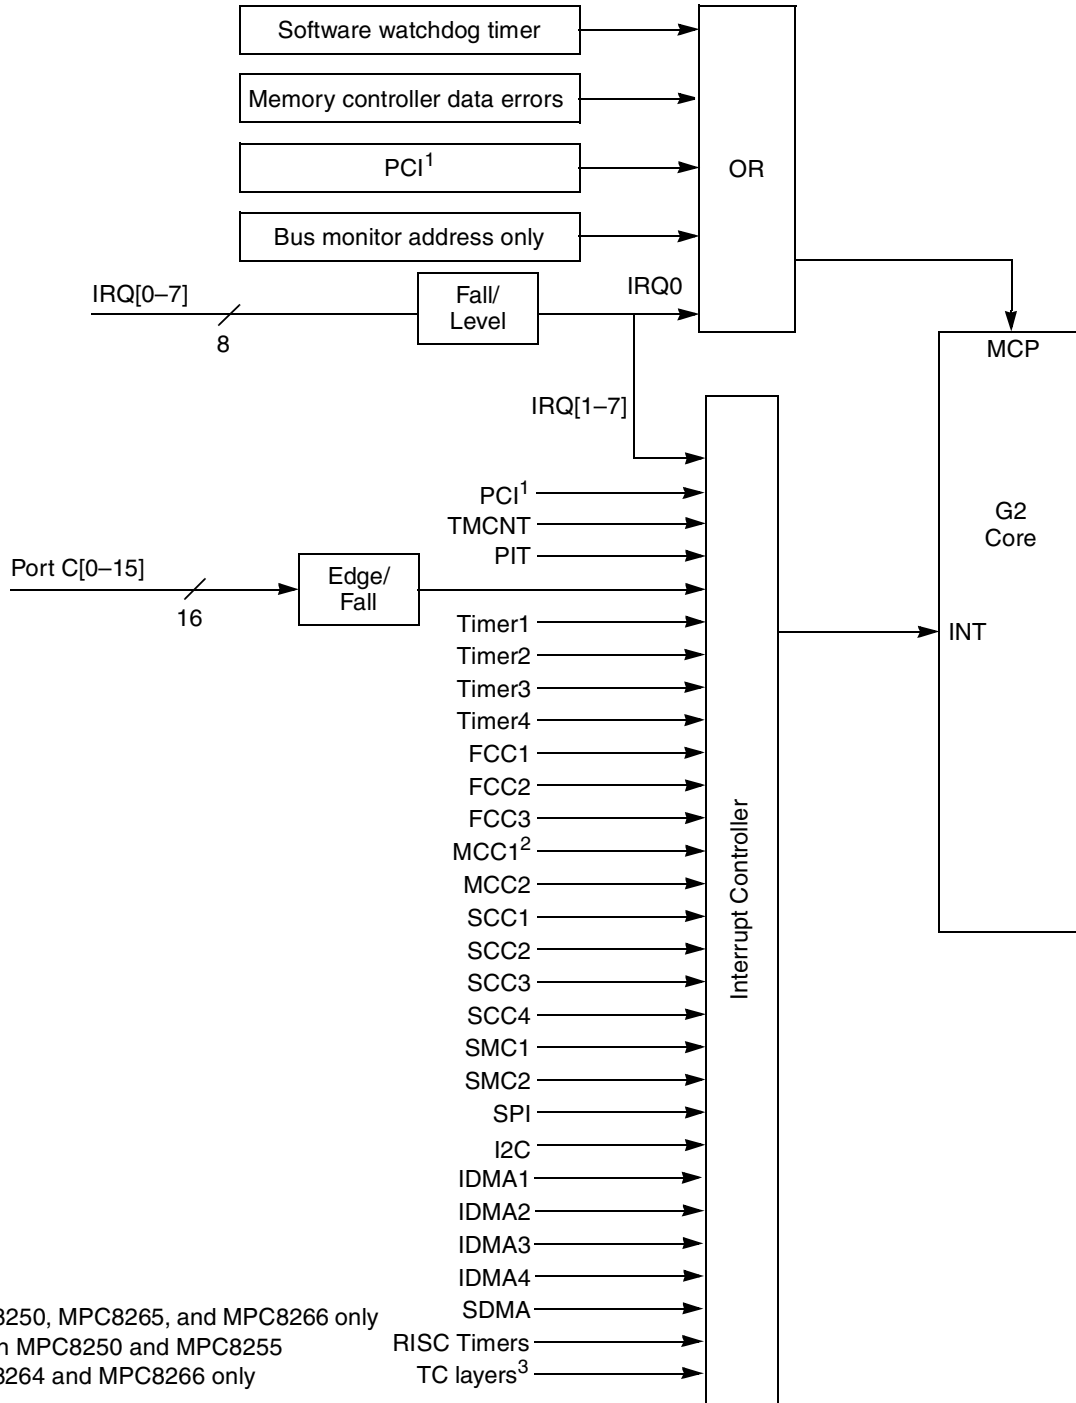 Software watchdog timer
Memory controller data errors
PCI1
OR
Bus monitor address only
IRQ[0–7]
8
Fall/
Level
IRQ0
MCP
IRQ[1–7]
G2
Core
PCI1
TMCNT
PIT
Port C[0–15]
16
Edge/
Fall
Timer1
INT
Timer2
Timer3
Timer4
FCC1
FCC2
FCC3
Interrupt Controller
MCC12
MCC2
SCC1
SCC2
SCC3
SCC4
SMC1
SMC2
SPI
I2C
IDMA1
IDMA2
IDMA3
IDMA4
SDMA
RISC Timers
TC layers3
8250, MPC8265, and MPC8266 only
MPC8250 and MPC8255
8264 and MPC8266 only